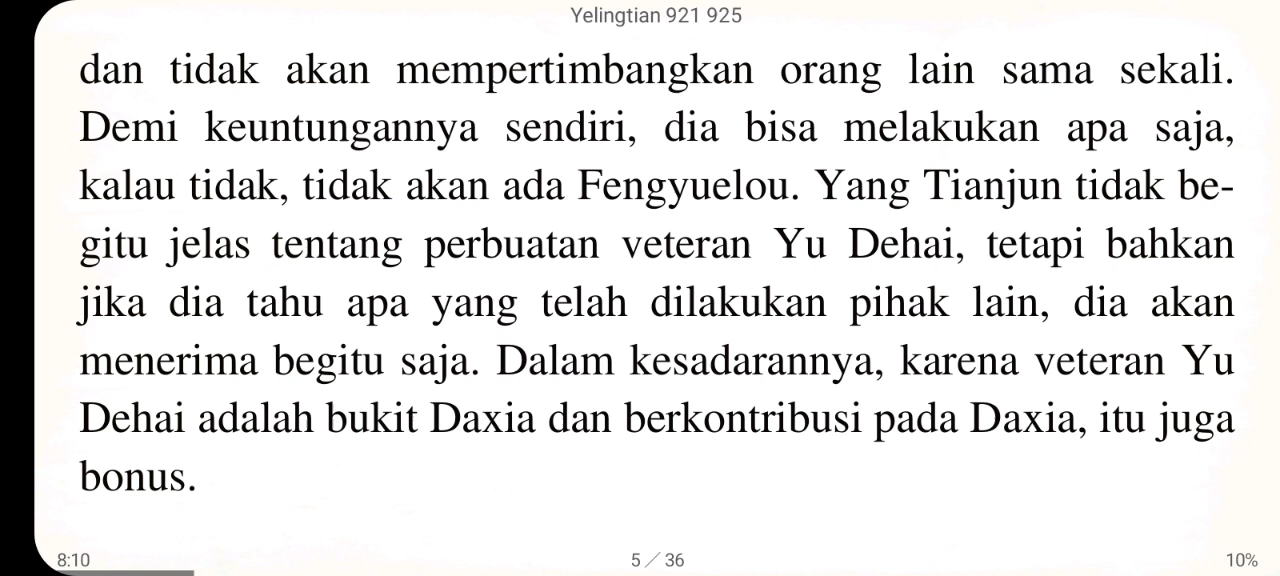 Yelingtian 921 925
dan tidak akan mempertimbangkan orang lain sama sekali.
Demi keuntungannya sendiri, dia bisa melakukan apa saja,
kalau tidak, tidak akan ada Fengyuelou. Yang Tianjun tidak be-
gitu jelas tentang perbuatan veteran Yu Dehai, tetapi bahkan
jika dia tahu apa yang telah dilakukan pihak lain, dia akan
menerima begitu saja. Dalam kesadarannya, karena veteran Yu
Dehai adalah bukit Daxia dan berkontribusi pada Daxia, itu juga
bonus.
8:10 5 / 36 10%